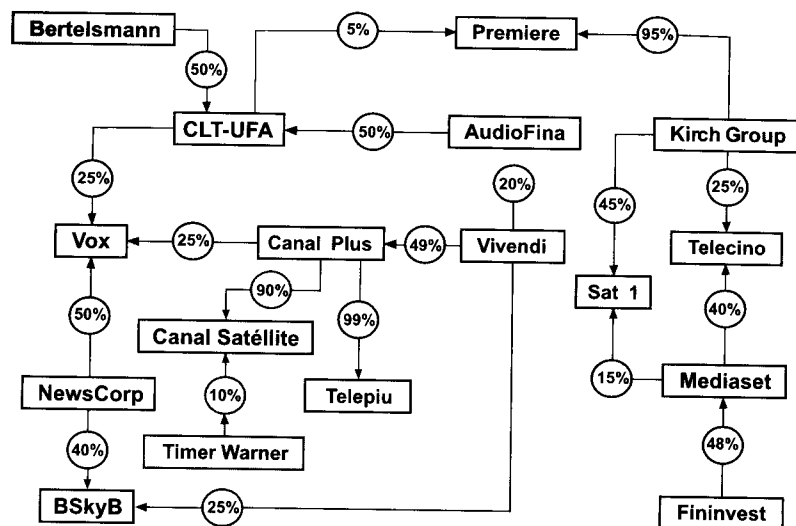 Bertelsmann
5%
Premiere
95%
50%
CLT-UFA
50%
AudioFina
Kirch Group
25%
20%
45%
25%
Vox
25%
Canal Plus
49%
Vivendi
Telecino
90%
Sat 1
50%
99%
40%
Canal Satéllite
NewsCorp
10%
Telepiu
15%
Mediaset
40%
Timer Warner
48%
BSkyB
25%
Fininvest